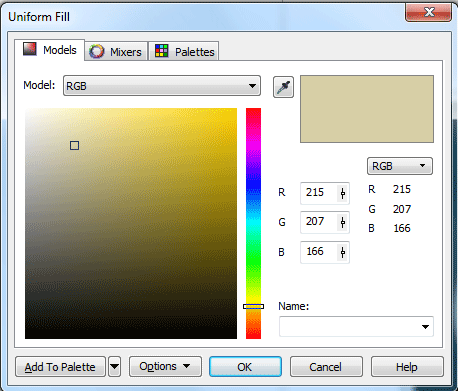 Uniform Fill
Models Mixers Palettes
Model: RGB
RGB
R 215 R 215
G 207 G 207
B 166 B 166
Name:
Add To Palette Options OK Cancel Help